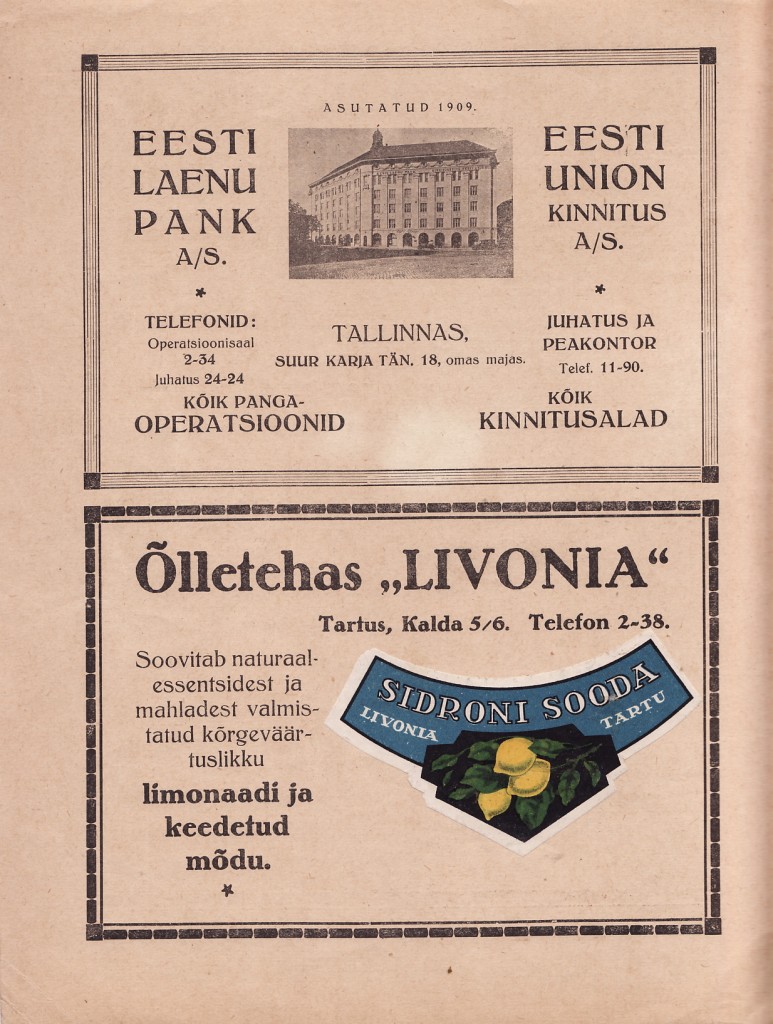 ASUTATUD 1909.
EESTI
LAENU
PANK
A/S.
EESTI
UNION
KINNITUS
A/S.
TELEFONID:
Operatsioonisaal
2-34
Juhatus 24-24
KÕIK PANGA-
OPERATSIOONID
TALLINNAS,
SUUR KARJA TÄN. 18, omas majas.
JUHATUS JA
PEAKONTOR
Telef. 11-90.
KÕIK
KINNITUSALAD
Õlletehas „LIVONIA“
Tartus, Kalda 5/6. Telefon 2-38.
Soovitab naturaal-
essentsidest ja
mahladest valmis-
tatud kõrgeväär-
tuslikku
limonaadi ja
keedetud
mõdu.
SIDRONI SOODA
LIVONIA TARTU